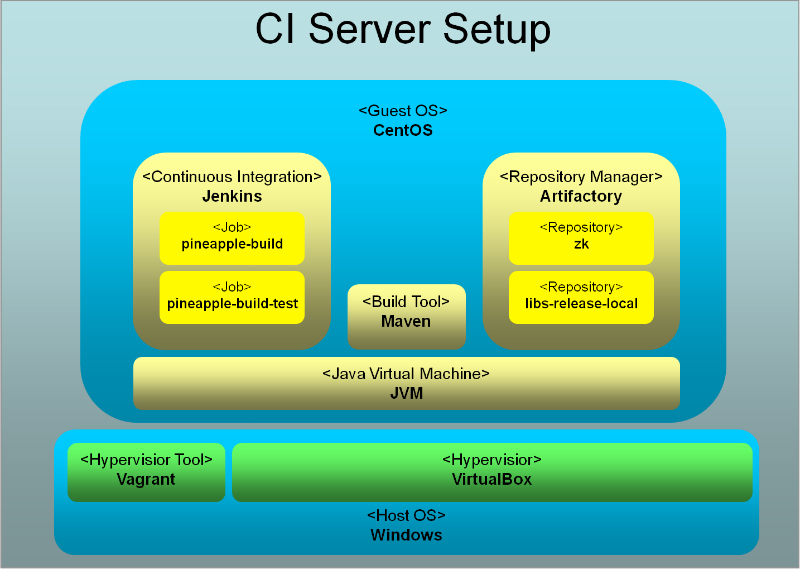 CI Server Setup
<Guest OS>
CentOS
<Continuous Integration>
Jenkins
<Job>
pineapple-build
<Job>
pineapple-build-test
<Build Tool>
Maven
<Repository Manager>
Artifactory
<Repository>
zk
<Repository>
libs-release-local
<Java Virtual Machine>
JVM
<Hypervisior Tool>
Vagrant
<Hypervisior>
VirtualBox
<Host OS>
Windows